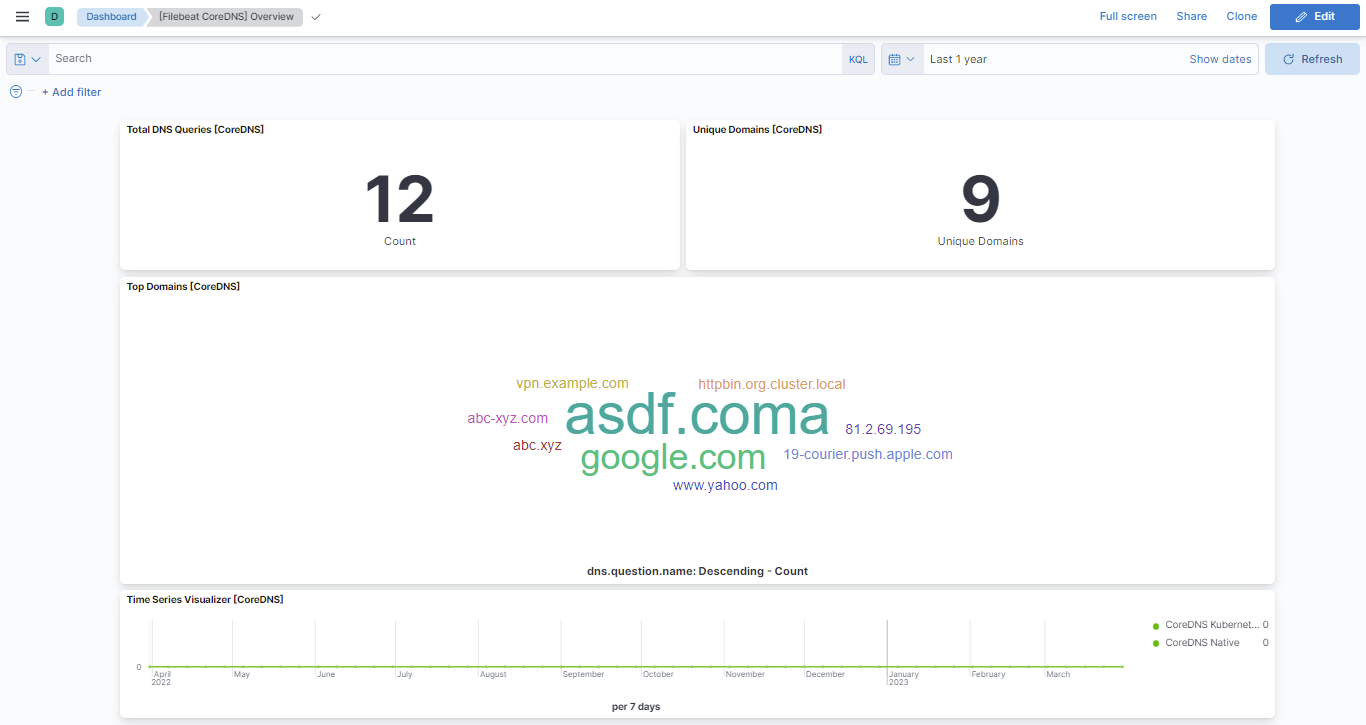 D Dashboard [Filebeat CoreDNS] Overview Full screen Share Clone Edit
Search KQL Last 1 year Show dates Refresh
+ Add filter
Total DNS Queries [CoreDNS]
12
Count
Unique Domains [CoreDNS]
9
Unique Domains
Top Domains [CoreDNS]
vpn.example.com httpbin.org.cluster.local
abc-xyz.com asdf.coma 81.2.69.195
abc.xyz google.com 19-courier.push.apple.com
www.yahoo.com
dns.question.name: Descending - Count
Time Series Visualizer [CoreDNS]
CoreDNS Kubernet... 0
CoreDNS Native 0
0
April May June July August September October November December January February March
2022 2023
per 7 days